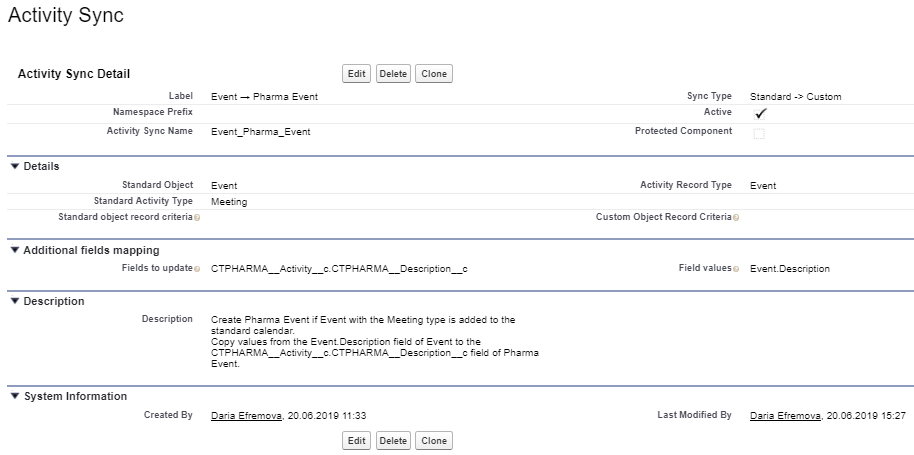 Activity Sync
Activity Sync Detail Edit Delete Clone
Label Event → Pharma Event Sync Type Standard -> Custom
Namespace Prefix Active
Activity Sync Name Event_Pharma_Event Protected Component
Details
Standard Object Event Activity Record Type Event
Standard Activity Type Meeting
Standard object record criteria Custom Object Record Criteria
Additional fields mapping
Fields to update CTPHARMA__Activity__c.CTPHARMA__Description__c Field values Event.Description
Description
Description Create Pharma Event if Event with the Meeting type is added to the
standard calendar.
Copy values from the Event.Description field of Event to the
CTPHARMA__Activity__c.CTPHARMA__Description__c field of Pharma
Event.
System Information
Created By Daria Efremova, 20.06.2019 11:33 Last Modified By Daria Efremova, 20.06.2019 15:27
Edit Delete Clone